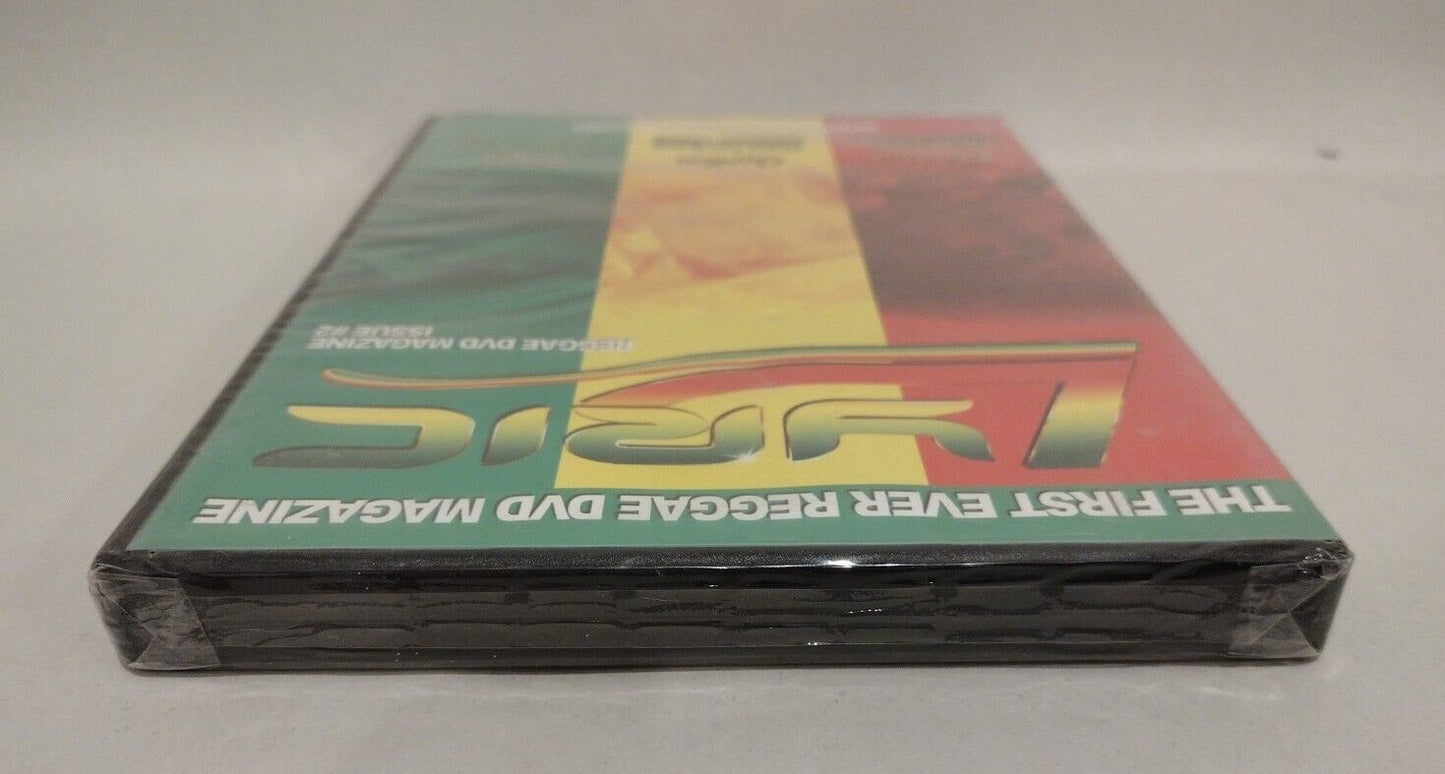 THE FIRST EVER REGGAE DVD MAGAZINE
LYRIC
REGGAE DVD MAGAZINE
ISSUE #2